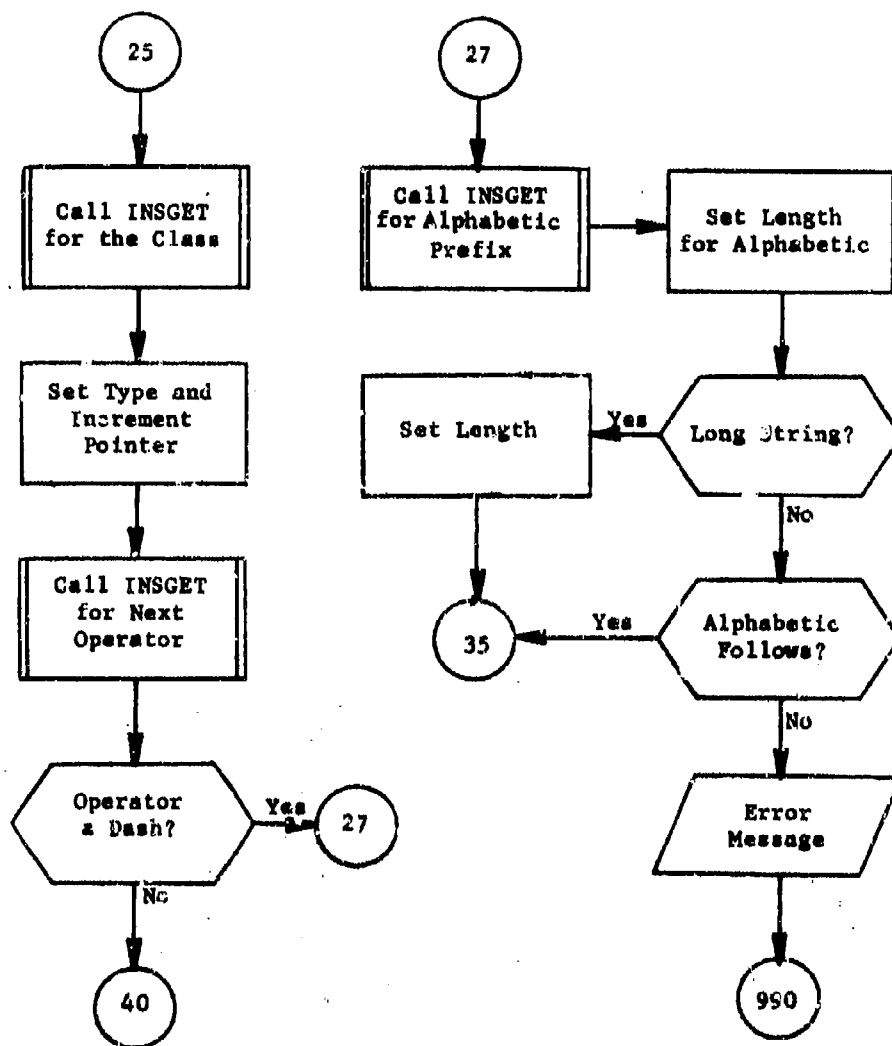 25
Call INSGET
for the Class
Set Type and
Increment
Pointer
Call INSGET
for Next
Operator
Operator
a Dash?
Yes
27
No
40
27
Call INSGET
for Alphabetic
Prefix
Set Length
for Alphabetic
Long String?
Yes
Set Length
No
Alphabetic
Follows?
Yes
35
No
Error
Message
990